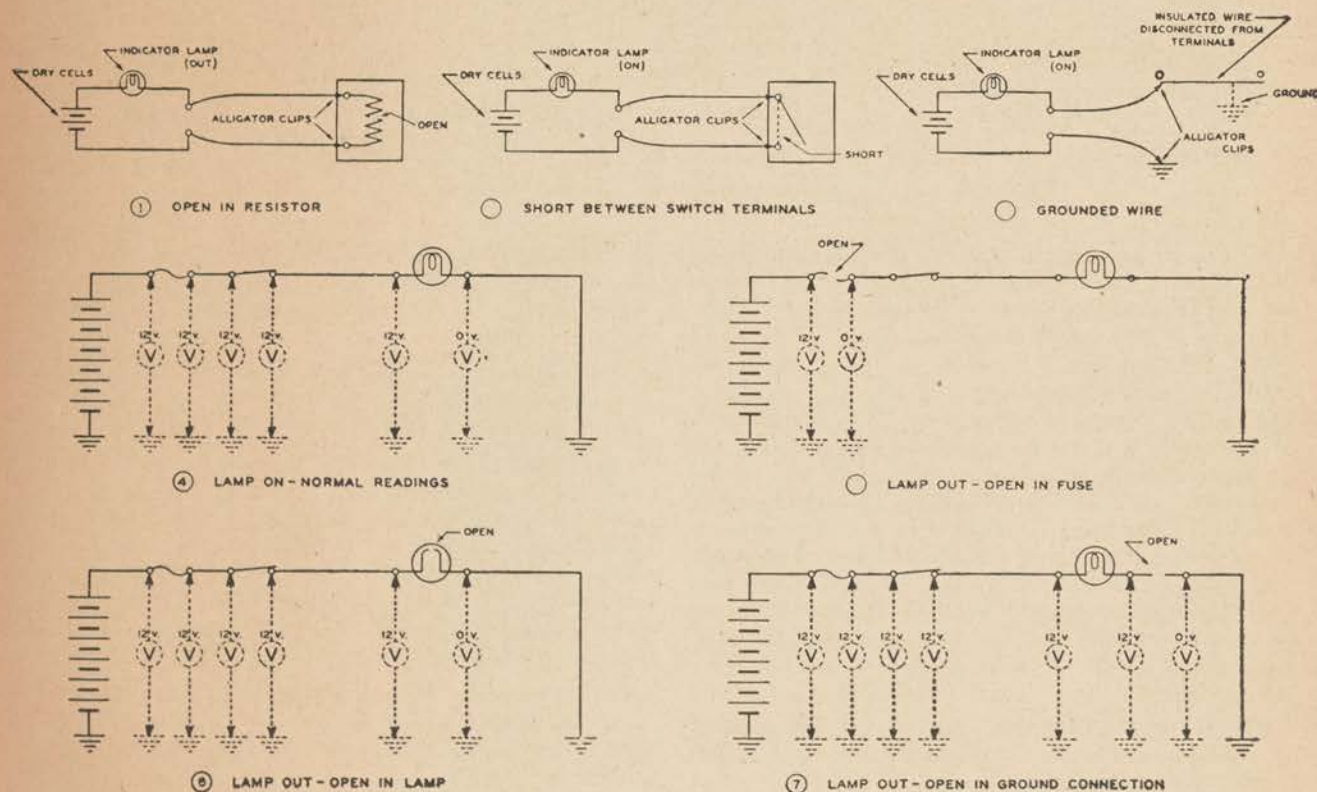 INDICATOR LAMP
(OUT)
DRY CELLS
ALLIGATOR CLIPS
OPEN
① OPEN IN RESISTOR
INDICATOR LAMP
(ON)
DRY CELLS
ALLIGATOR CLIPS
SHORT
SHORT BETWEEN SWITCH TERMINALS
INSULATED WIRE
DISCONNECTED FROM
TERMINALS
INDICATOR LAMP
(ON)
DRY CELLS
GROUND
ALLIGATOR
CLIPS
GROUNDED WIRE
12 v. 12 v. 12 v. 12 v. 12 v. 0 v.
V V V V V V
④ LAMP ON - NORMAL READINGS
OPEN
12 v. 0 v.
V V
LAMP OUT - OPEN IN FUSE
OPEN
12 v. 12 v. 12 v. 12 v. 12 v. 0 v.
V V V V V V
⑥ LAMP OUT - OPEN IN LAMP
OPEN
12 v. 12 v. 12 v. 12 v. 12 v. 12 v. 0 v.
V V V V V V V
⑦ LAMP OUT - OPEN IN GROUND CONNECTION